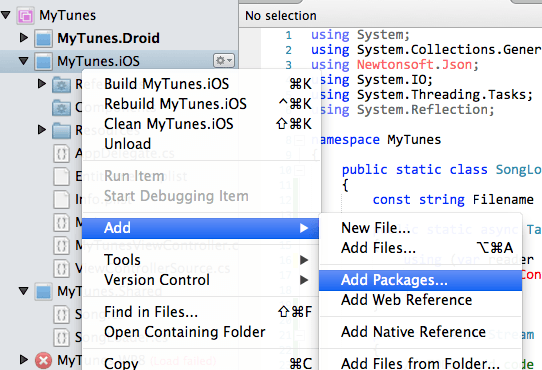 MyTunes
No selection
MyTunes.Droid
MyTunes.iOS
1 using System;
2 using System.Collections.Gener
3 using Newtonsoft.Json;
using System.IO;
using System.Threading.Tasks;
using System.Reflection;
namespace MyTunes
public static class SongLo
{
const string Filename
Build MyTunes.iOS ⌘K
Rebuild MyTunes.iOS ^⌘K
Clean MyTunes.iOS ⇧⌘K
Unload
Run Item
Start Debugging Item
Add
Tools
Version Control
Find in Files... ⇧⌘F
Open Containing Folder
Copy ⌘C
New File...
Add Files... ⌥⌘A
Add Packages...
Add Web Reference
Add Native Reference
Add Files from Folder...